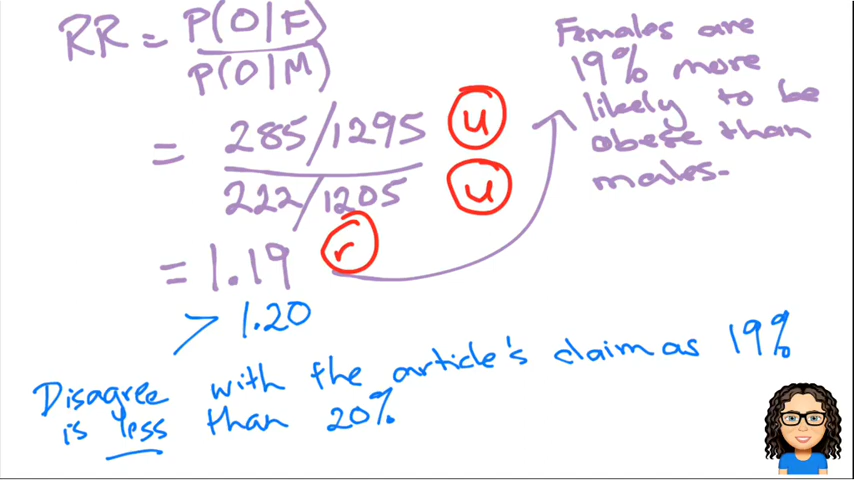 RR = P(O|F)
P(O|M)
= 285/1295 u
222/1205 u
= 1.19 r
Females are
19% more
likely to be
obese than
males.
> 1.20
Disagree with the article's claim as 19%
is less than 20%